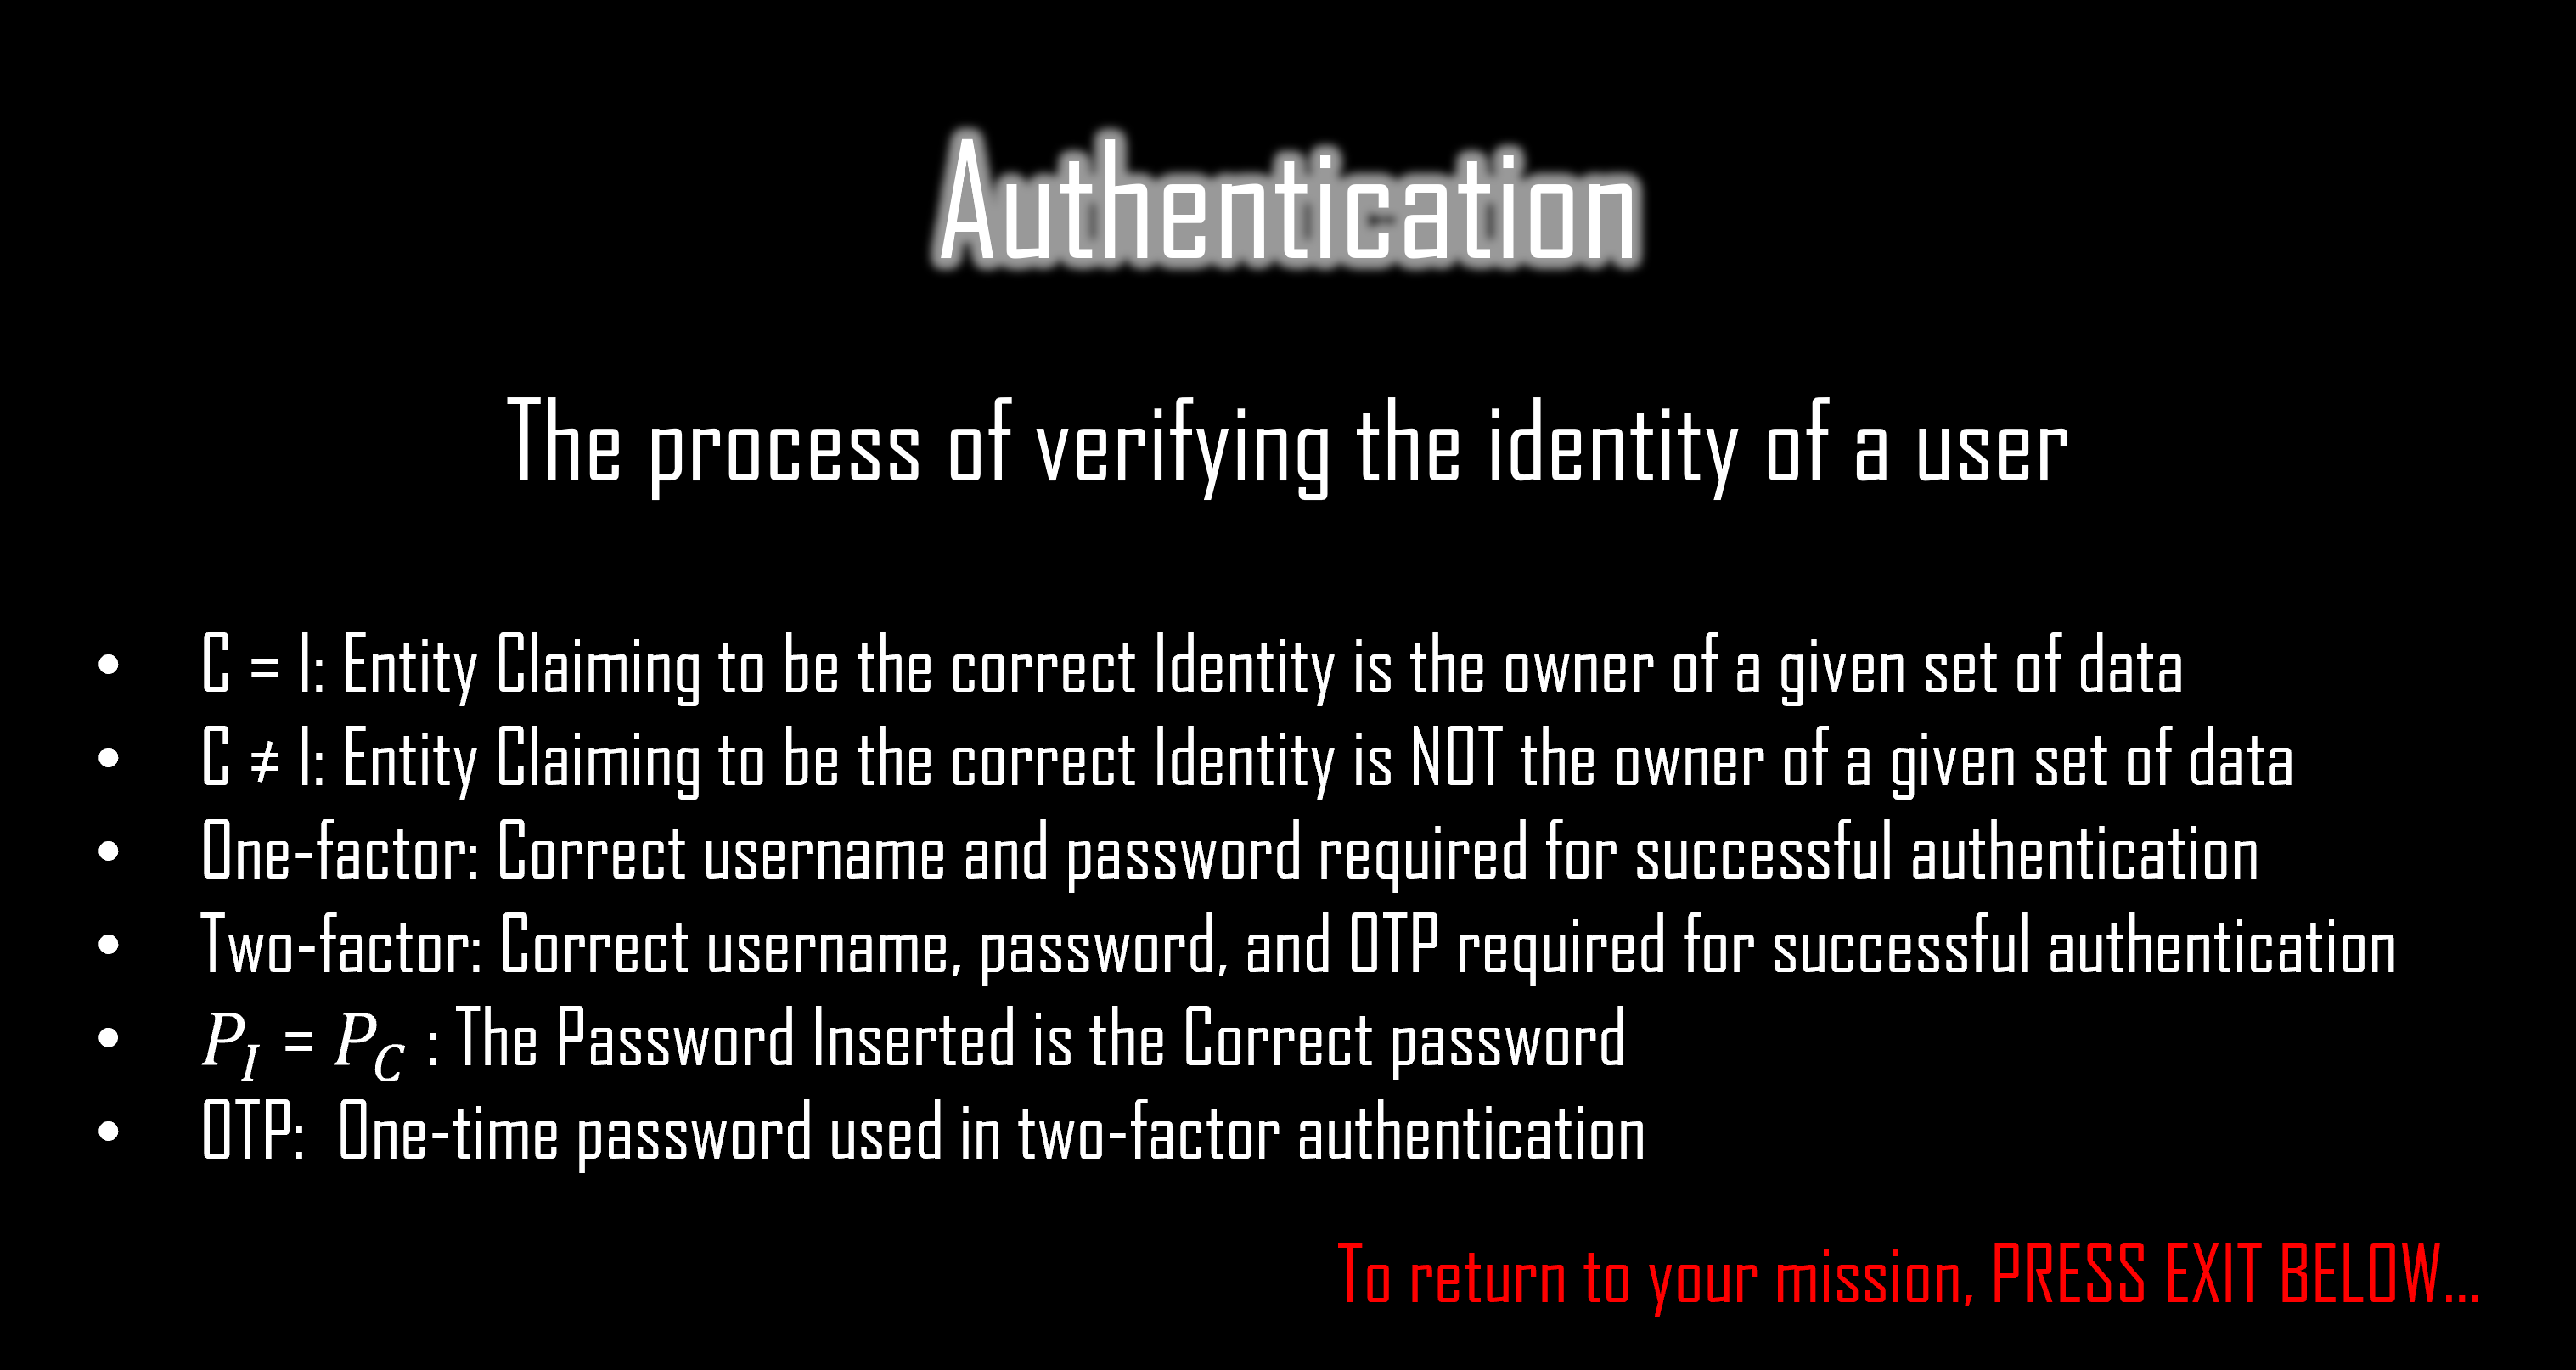 Authentication
The process of verifying the identity of a user
• C = I: Entity Claiming to be the correct Identity is the owner of a given set of data
• C ≠ I: Entity Claiming to be the correct Identity is NOT the owner of a given set of data
• One-factor: Correct username and password required for successful authentication
• Two-factor: Correct username, password, and OTP required for successful authentication
• P_I = P_C : The Password Inserted is the Correct password
• OTP: One-time password used in two-factor authentication
To return to your mission, PRESS EXIT BELOW...